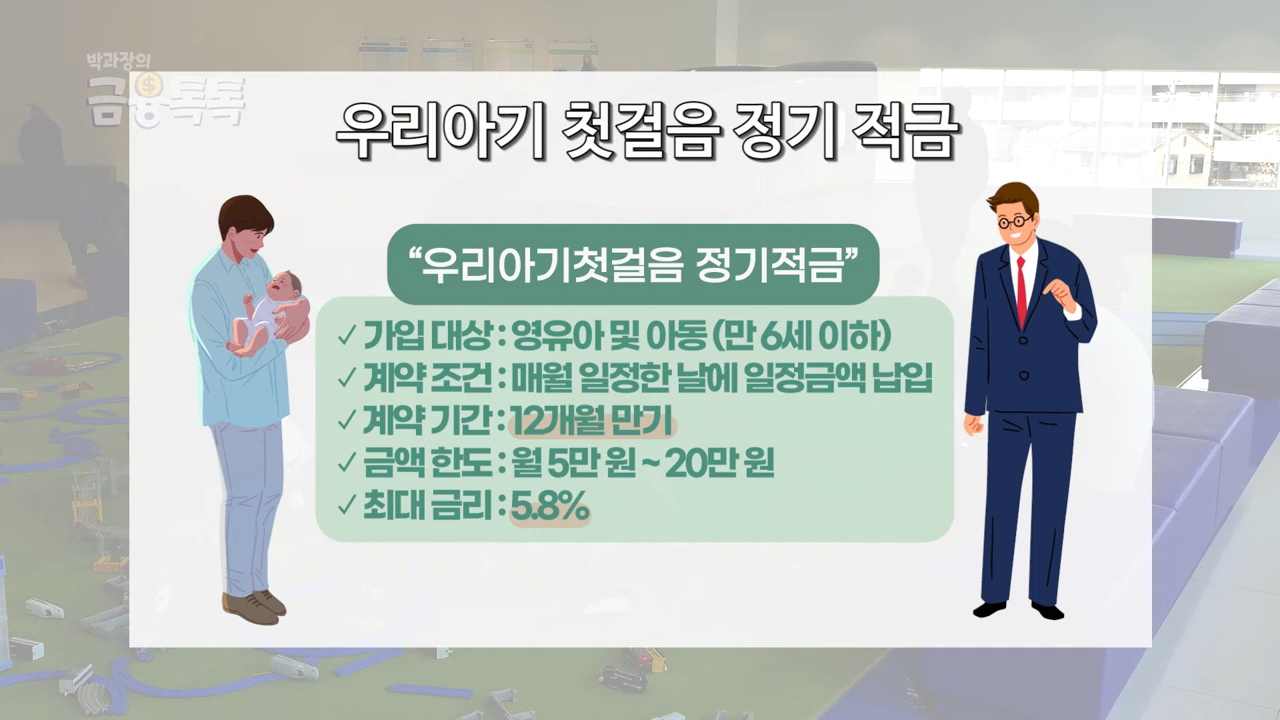 박과장의
금융톡톡
우리아기 첫걸음 정기 적금
“우리아기첫걸음 정기적금”
✓ 가입 대상 : 영유아 및 아동 (만 6세 이하)
✓ 계약 조건 : 매월 일정한 날에 일정금액 납입
✓ 계약 기간 : 12개월 만기
✓ 금액 한도 : 월 5만 원 ~ 20만 원
✓ 최대 금리 : 5.8%